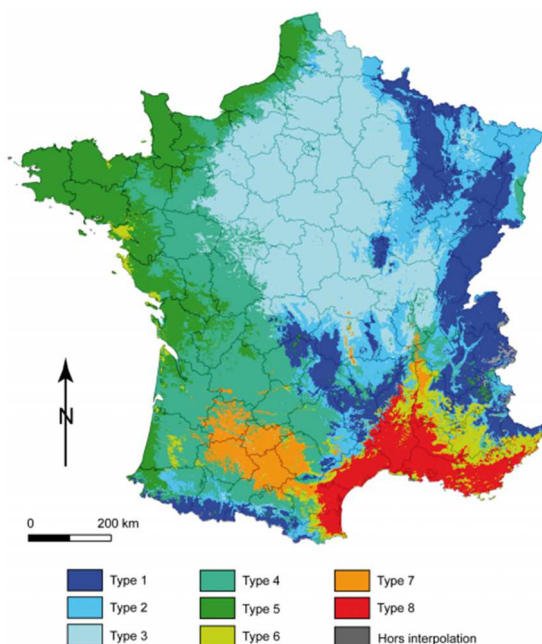 N
0 200 km
Type 1 Type 4 Type 7
Type 2 Type 5 Type 8
Type 3 Type 6 Hors interpolation